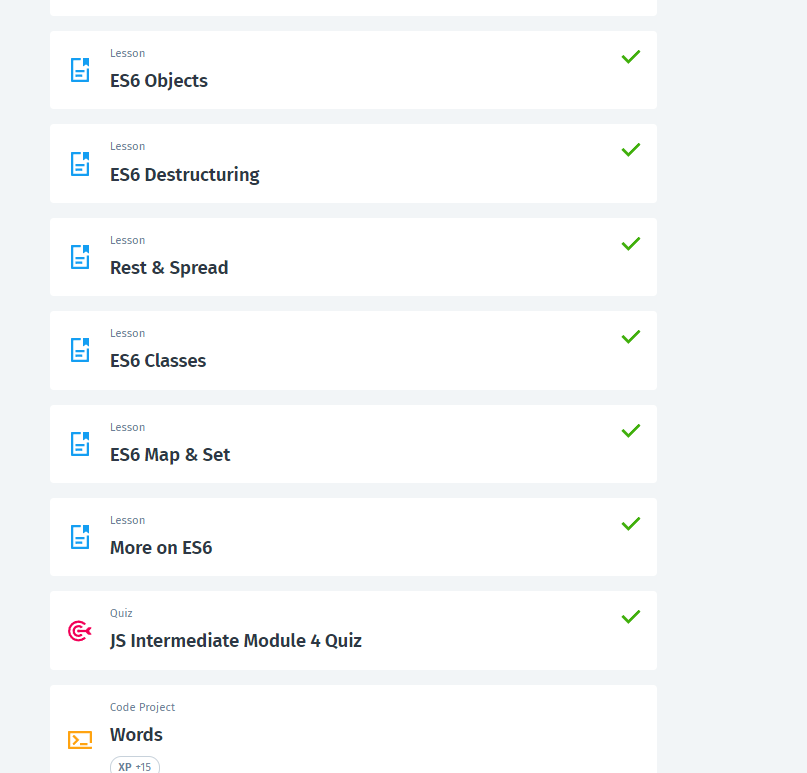 Lesson
ES6 Objects
Lesson
ES6 Destructuring
Lesson
Rest & Spread
Lesson
ES6 Classes
Lesson
ES6 Map & Set
Lesson
More on ES6
Quiz
JS Intermediate Module 4 Quiz
Code Project
Words
XP +15